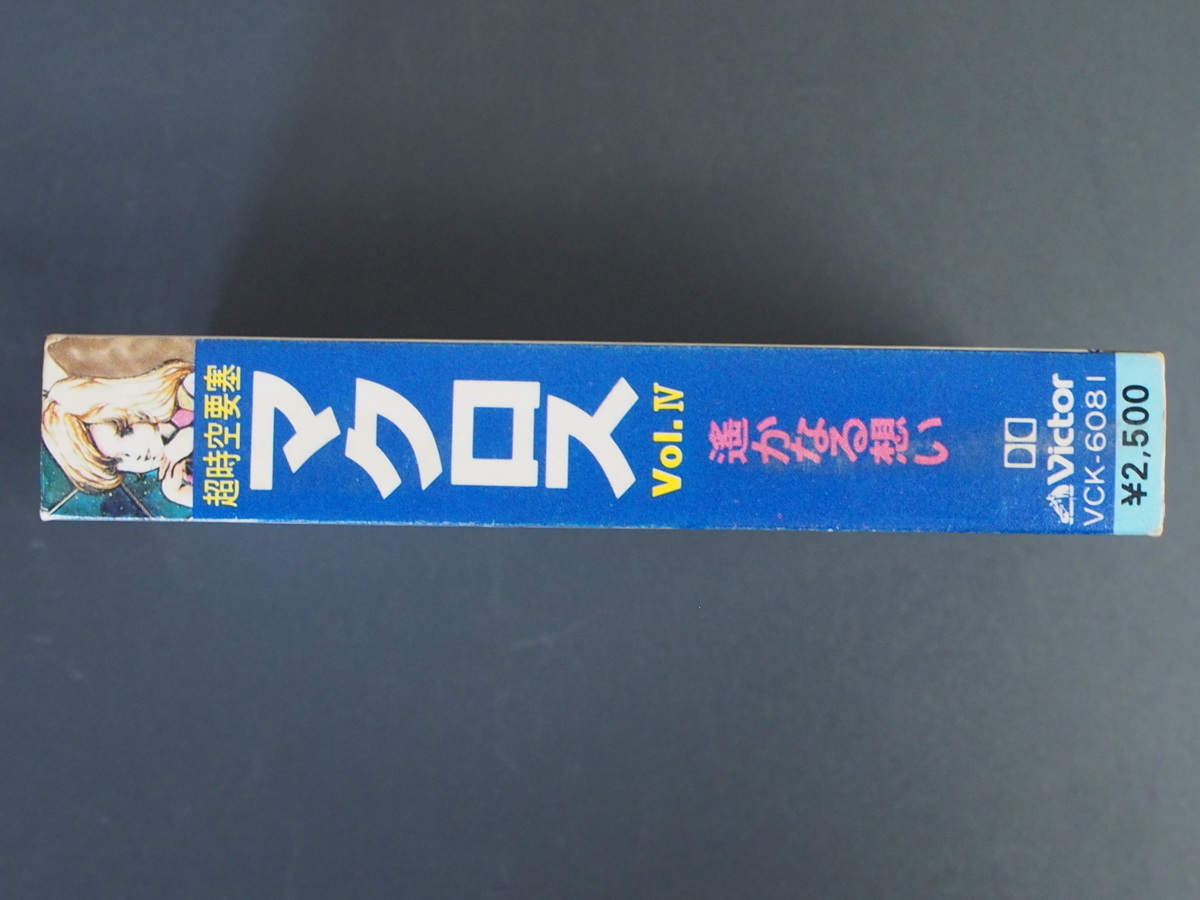 超時空要塞
マクロス
Vol.IV
遙かなる想い
Victor
VCK-6081
¥2,500